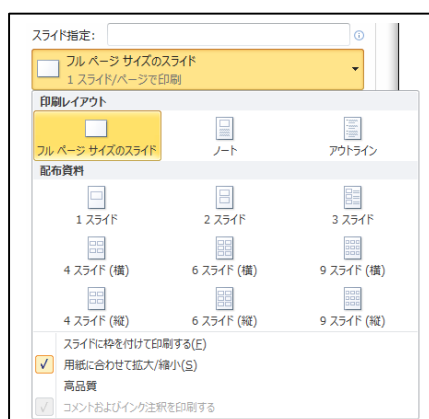 スライド指定:
フル ページ サイズのスライド
1 スライド/ページで印刷
印刷レイアウト
フル ページ サイズのスライド ノート アウトライン
配布資料
1 スライド 2 スライド 3 スライド
4 スライド (横) 6 スライド (横) 9 スライド (横)
4 スライド (縦) 6 スライド (縦) 9 スライド (縦)
スライドに枠を付けて印刷する(F)
用紙に合わせて拡大/縮小(S)
高品質
コメントおよびインク注釈を印刷する